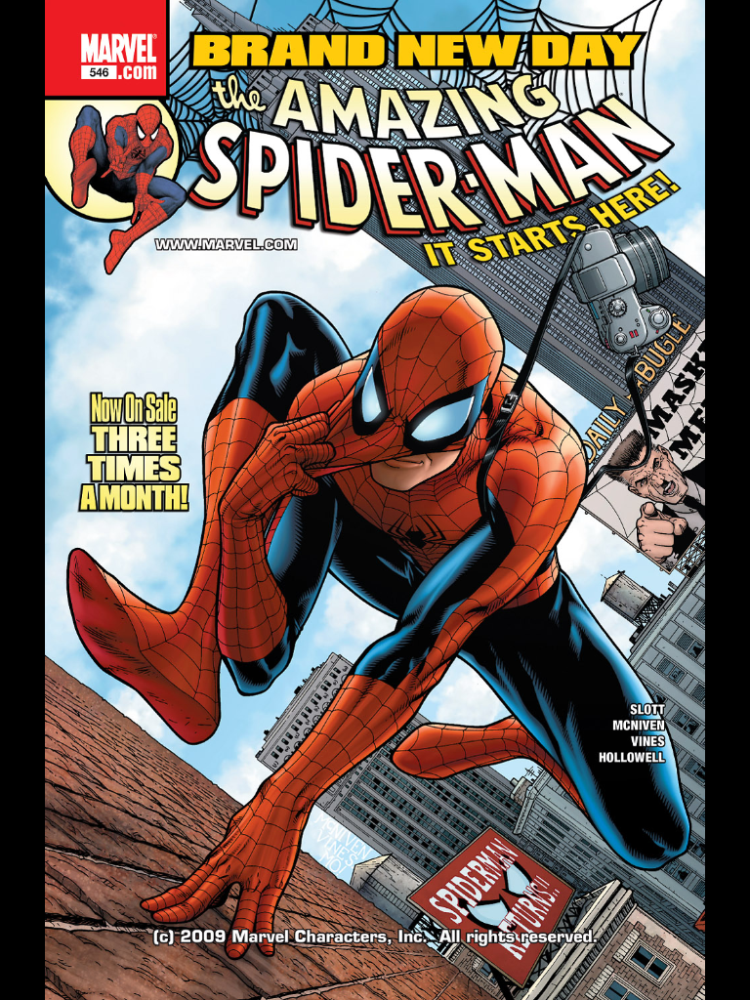 BRAND NEW DAY
MARVEL
546 .com
the AMAZING
SPIDER-MAN
IT STARTS HERE!
WWW.MARVEL.COM
DAILY BUGLE
MASK
ME
Now On Sale
THREE
TIMES
A MONTH!
SLOTT
MCNIVEN
VINES
HOLLOWELL
MCNIVEN
VINES
SPIDERMAN
RETURNS!!
(c) 2009 Marvel Characters, Inc. All rights reserved.